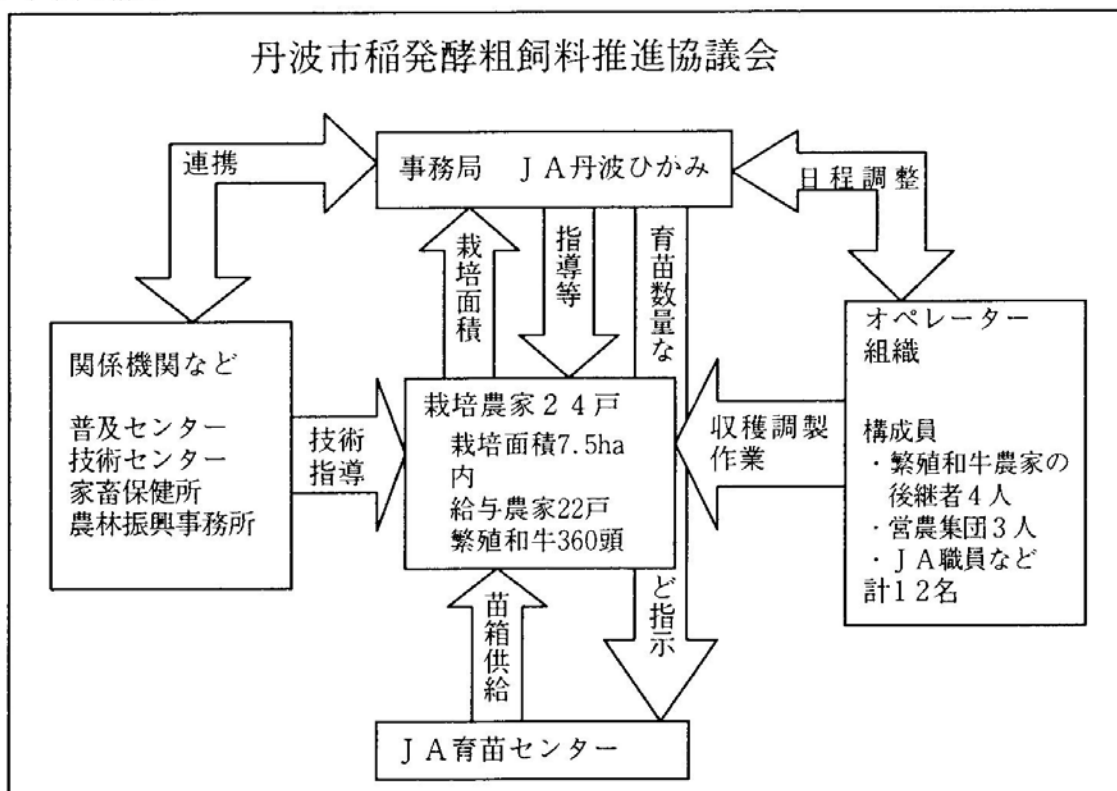 丹波市稲発酵粗飼料推進協議会
連携
事務局　ＪＡ丹波ひがみ
日程調整
栽培面積
指導等
育苗数量な
ど指示
関係機関など
普及センター
技術センター
家畜保健所
農林振興事務所
技術
指導
栽培農家２４戸
栽培面積7.5ha
内
給与農家22戸
繁殖和牛360頭
収穫調製
作業
オペレーター
組織
構成員
・繁殖和牛農家の
後継者４人
・営農集団３人
・ＪＡ職員など
計１２名
苗箱供給
ＪＡ育苗センター